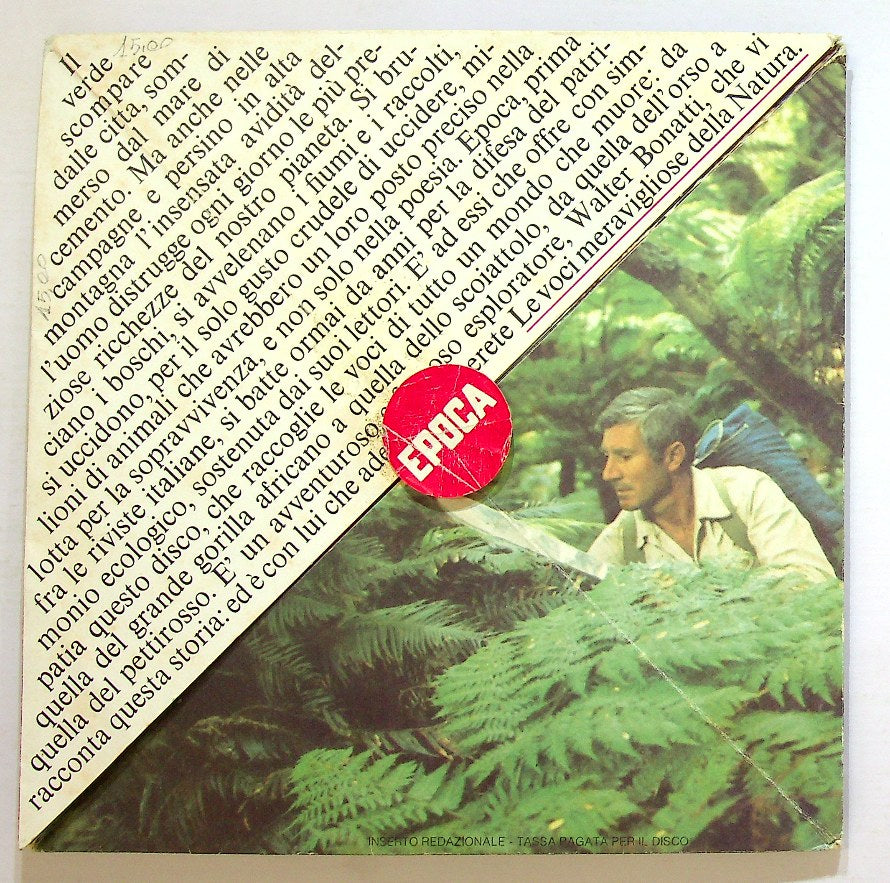 15,00
Il
verde
scompare
dalle città, som-
merso dal mare di
cemento. Ma anche nelle
campagne e persino in alta
montagna l'insensata avidità del-
l'uomo distrugge ogni giorno le più pre-
ziose ricchezze del nostro pianeta. Si bru-
ciano i boschi, si avvelenano i fiumi e i raccolti,
si uccidono, per il solo gusto crudele di uccidere, mi-
lioni di animali che avrebbero un loro posto preciso nella
lotta per la sopravvivenza, e non solo nella poesia. Epoca, prima
fra le riviste italiane, si batte ormai da anni per la difesa del patri-
monio ecologico, sostenuta dai suoi lettori. E' ad essi che offre con sim-
patia questo disco, che raccoglie le voci di tutto un mondo che muore: da
quella del grande gorilla africano a quella dello scoiattolo, da quella dell'orso a
quella del pettirosso. E' un avventuroso oso esploratore, Walter Bonatti, che vi
racconta questa storia: ed è con lui che ade erete Le voci meravigliose della Natura.
1500
EPOCA
INSERTO REDAZIONALE - TASSA PAGATA PER IL DISCO